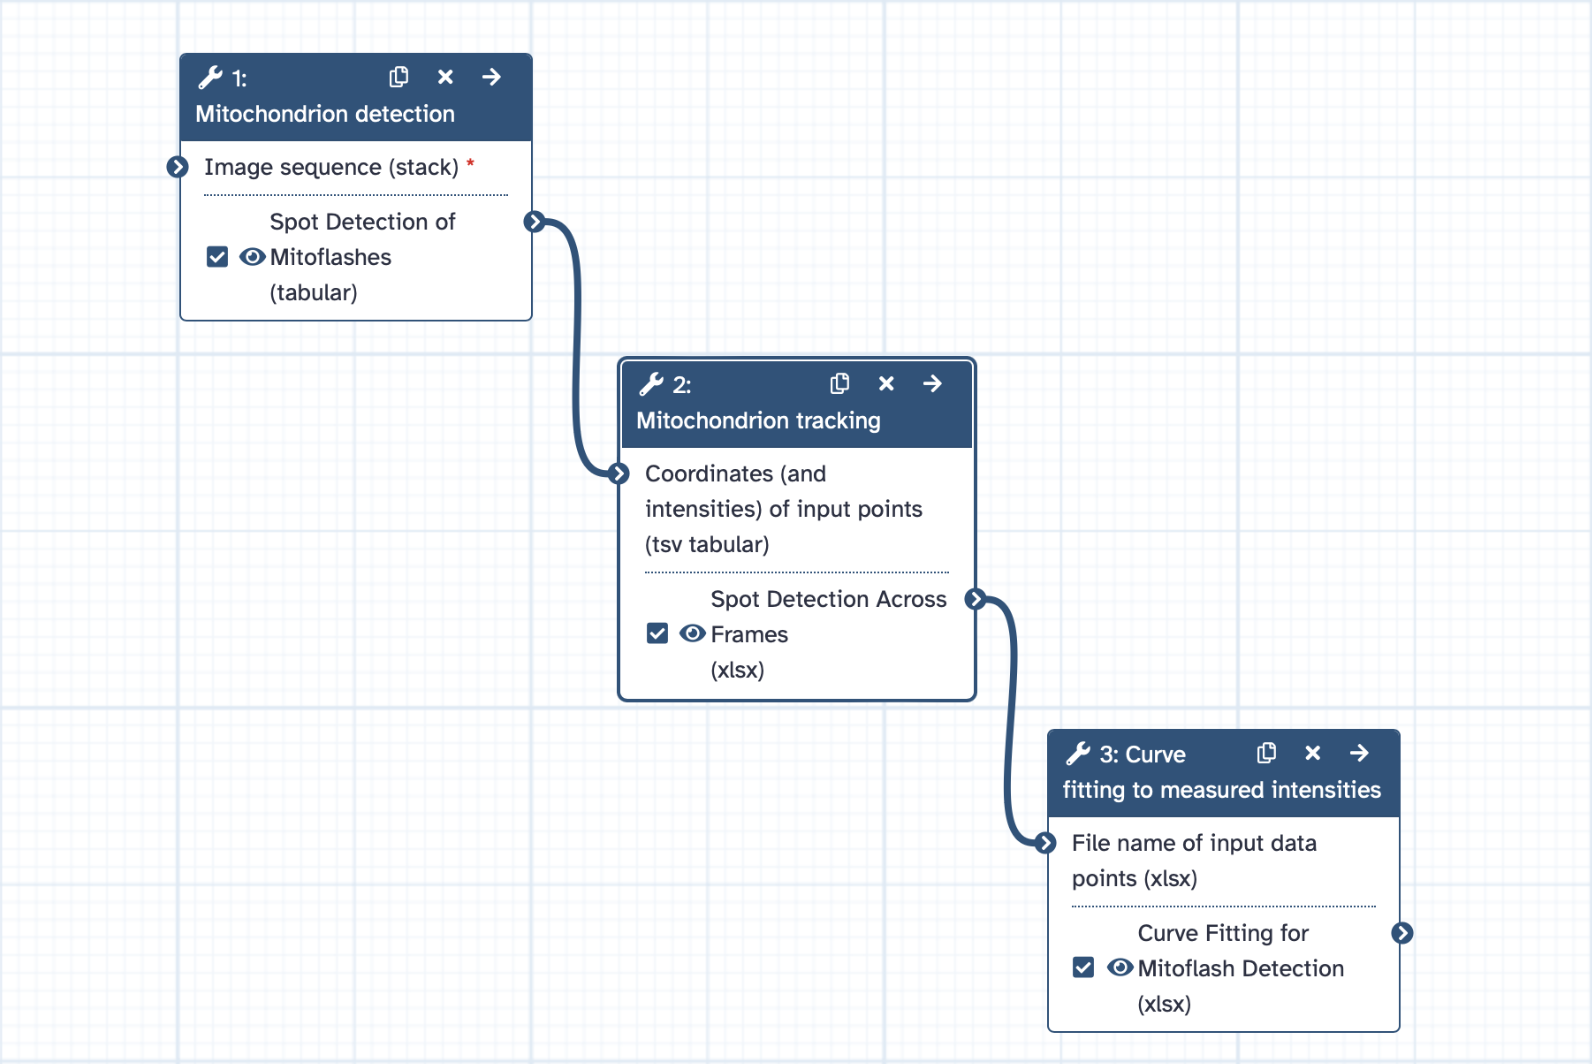 1:
Mitochondrion detection
Image sequence (stack) *
Spot Detection of
Mitoflashes
(tabular)
2:
Mitochondrion tracking
Coordinates (and
intensities) of input points
(tsv tabular)
Spot Detection Across
Frames
(xlsx)
3: Curve
fitting to measured intensities
File name of input data
points (xlsx)
Curve Fitting for
Mitoflash Detection
(xlsx)